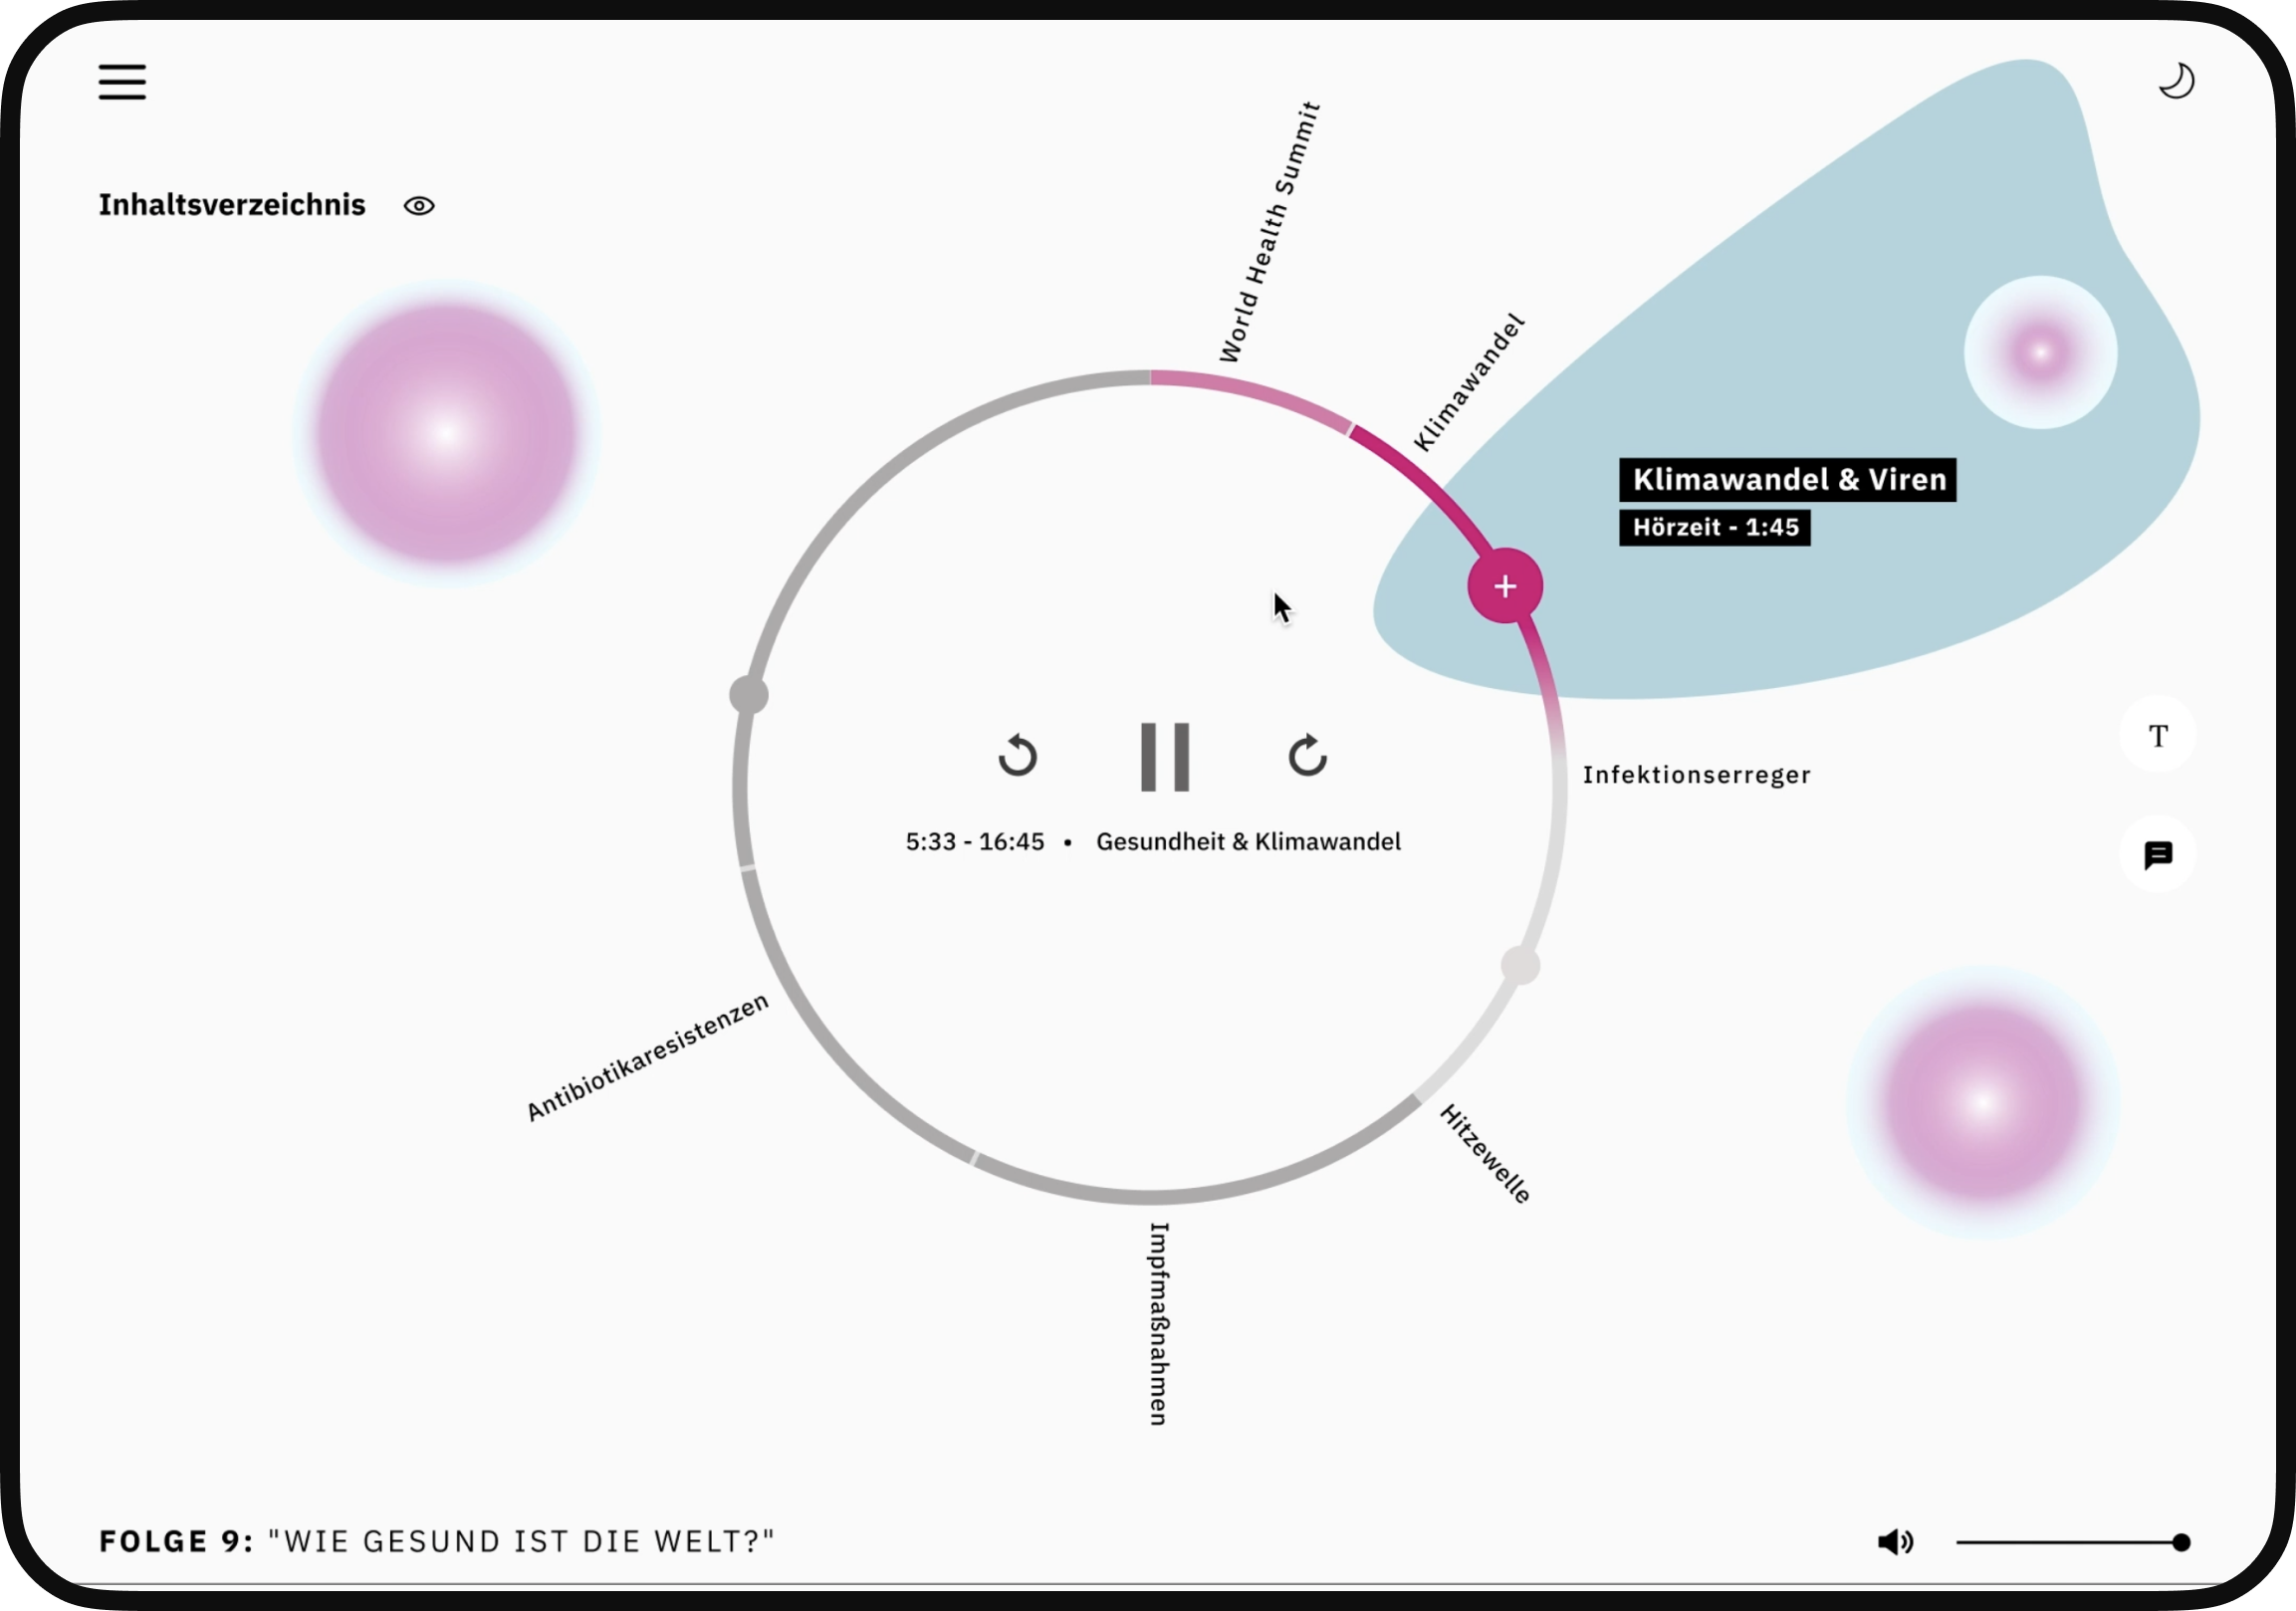 Inhaltsverzeichnis
World Health Summit
Klimawandel
Klimawandel & Viren
Hörzeit - 1:45
T
Infektionserreger
5:33 - 16:45 • Gesundheit & Klimawandel
Antibiotikaresistenzen
Hitzewelle
Impfmaßnahmen
FOLGE 9: "WIE GESUND IST DIE WELT?"